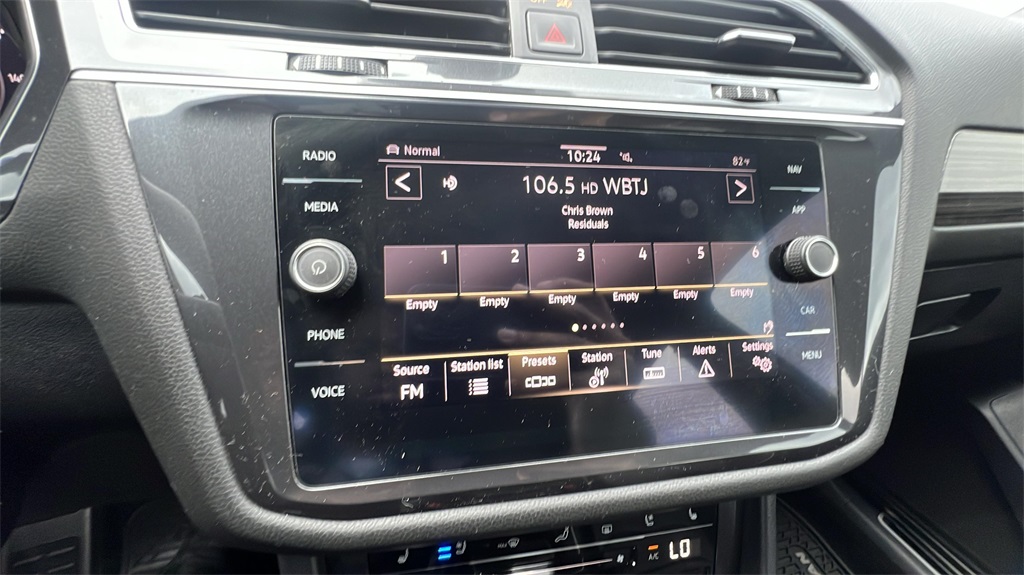 RADIO
MEDIA
PHONE
VOICE
Normal
10:24
82°F
106.5 HD WBTJ
Chris Brown
Residuals
1 2 3 4 5 6
Empty Empty Empty Empty Empty Empty
Source Station list Presets Station Tune Alerts Settings
FM
NAV
APP
CAR
MENU
A/C
LO